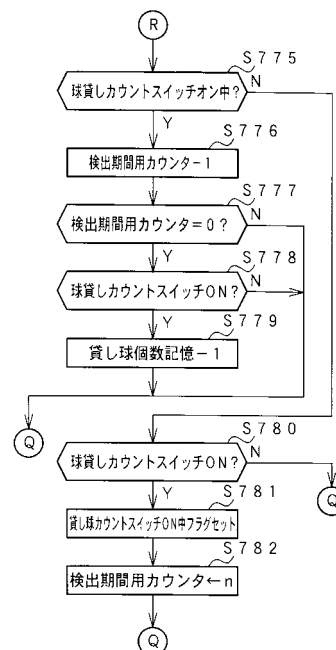 R
S775
球貸しカウントスイッチオン中?
N
Y
S776
検出期間用カウンタ−1
S777
検出期間用カウンタ=0?
N
Y
S778
球貸しカウントスイッチON?
N
Y
S779
貸し球個数記憶−1
Q
S780
球貸しカウントスイッチON?
N
Y
Q
S781
貸し球カウントスイッチON中フラグセット
S782
検出期間用カウンタ←n
Q